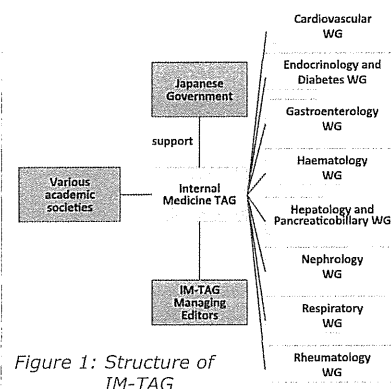 Japanese
Government
support
Various
academic
societies
Internal
Medicine TAG
IM-TAG
Managing
Editors
Cardiovascular
WG
Endocrinology and
Diabetes WG
Gastroenterology
WG
Haematology
WG
Hepatology and
Pancreaticobiliary WG
Nephrology
WG
Respiratory
WG
Rheumatology
WG
Figure 1: Structure of
IM-TAG